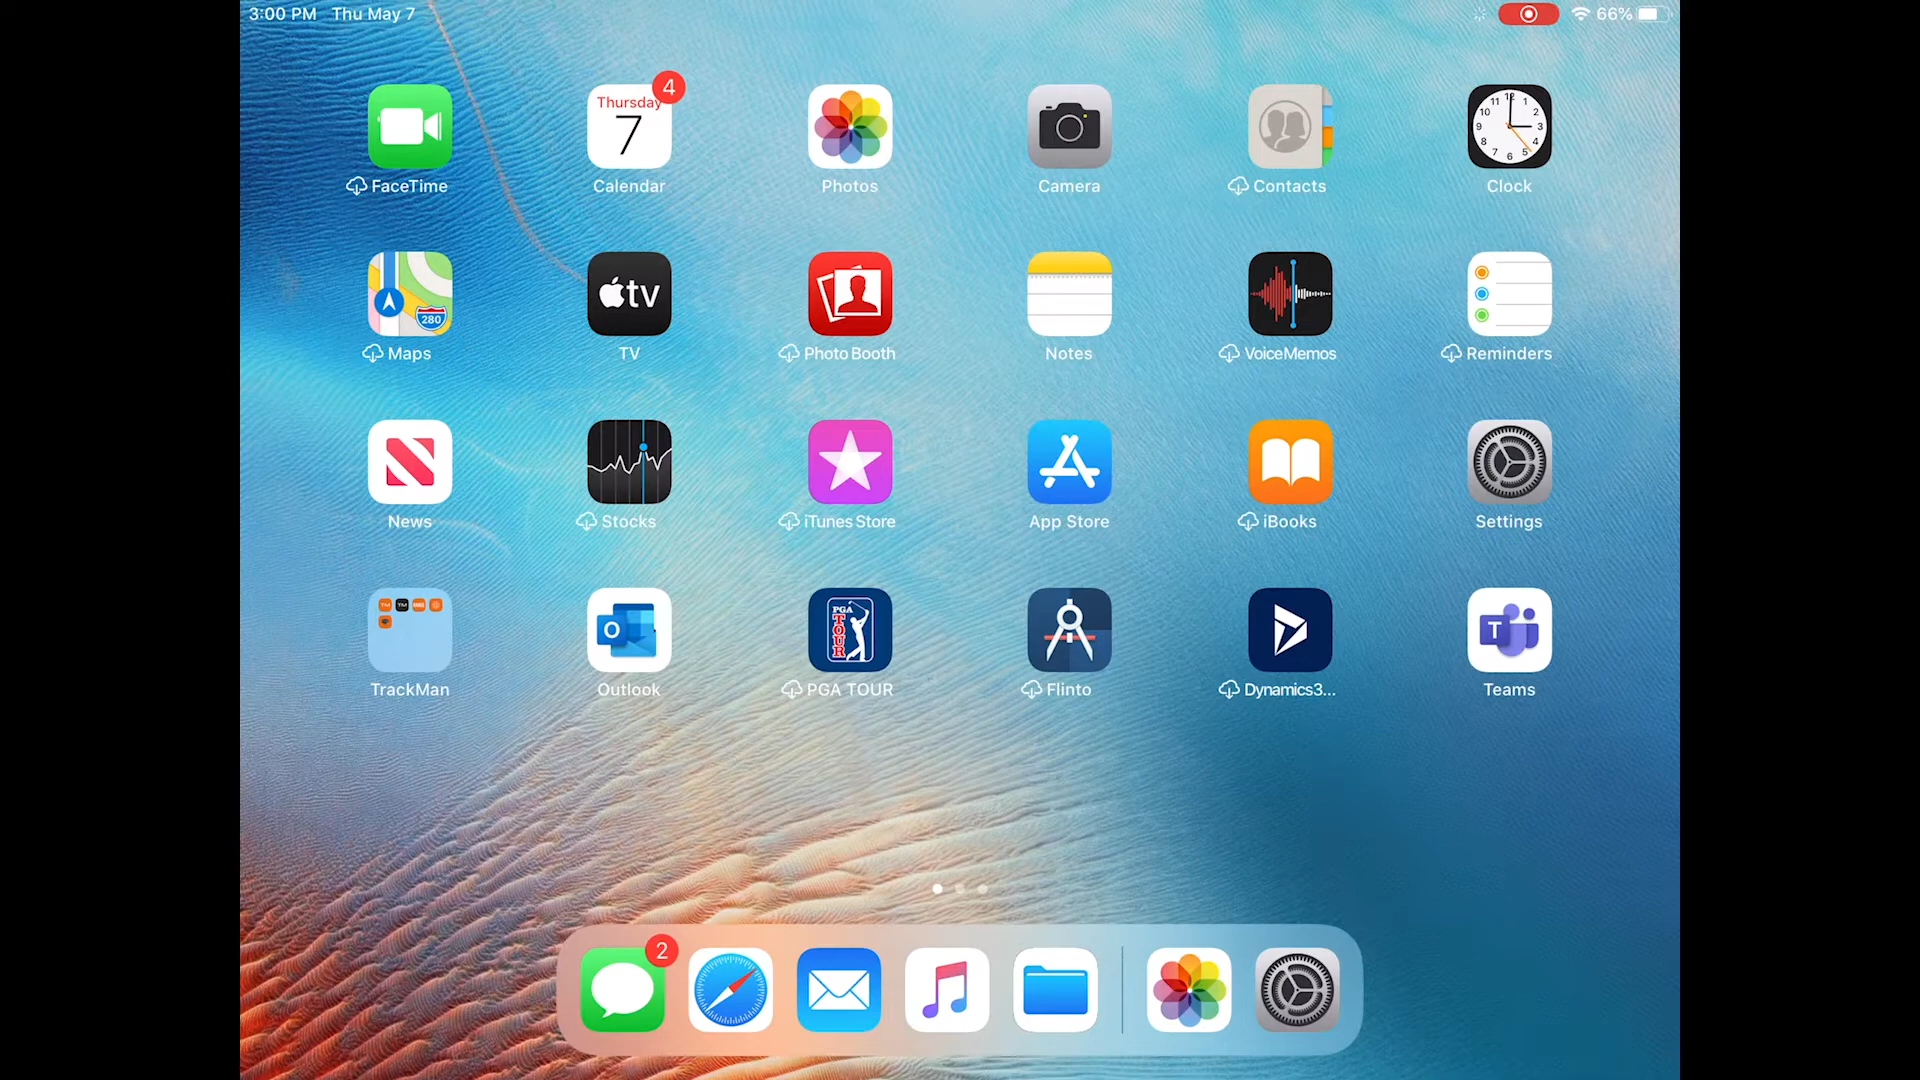 3:00 PM Thu May 7
66%
4
Thursday
7
FaceTime
Calendar
Photos
Camera
Contacts
Clock
280
tv
Maps
TV
Photo Booth
Notes
VoiceMemos
Reminders
News
Stocks
iTunes Store
App Store
iBooks
Settings
O
PGA
TOUR
T
TrackMan
Outlook
PGA TOUR
Flinto
Dynamics3...
Teams
2